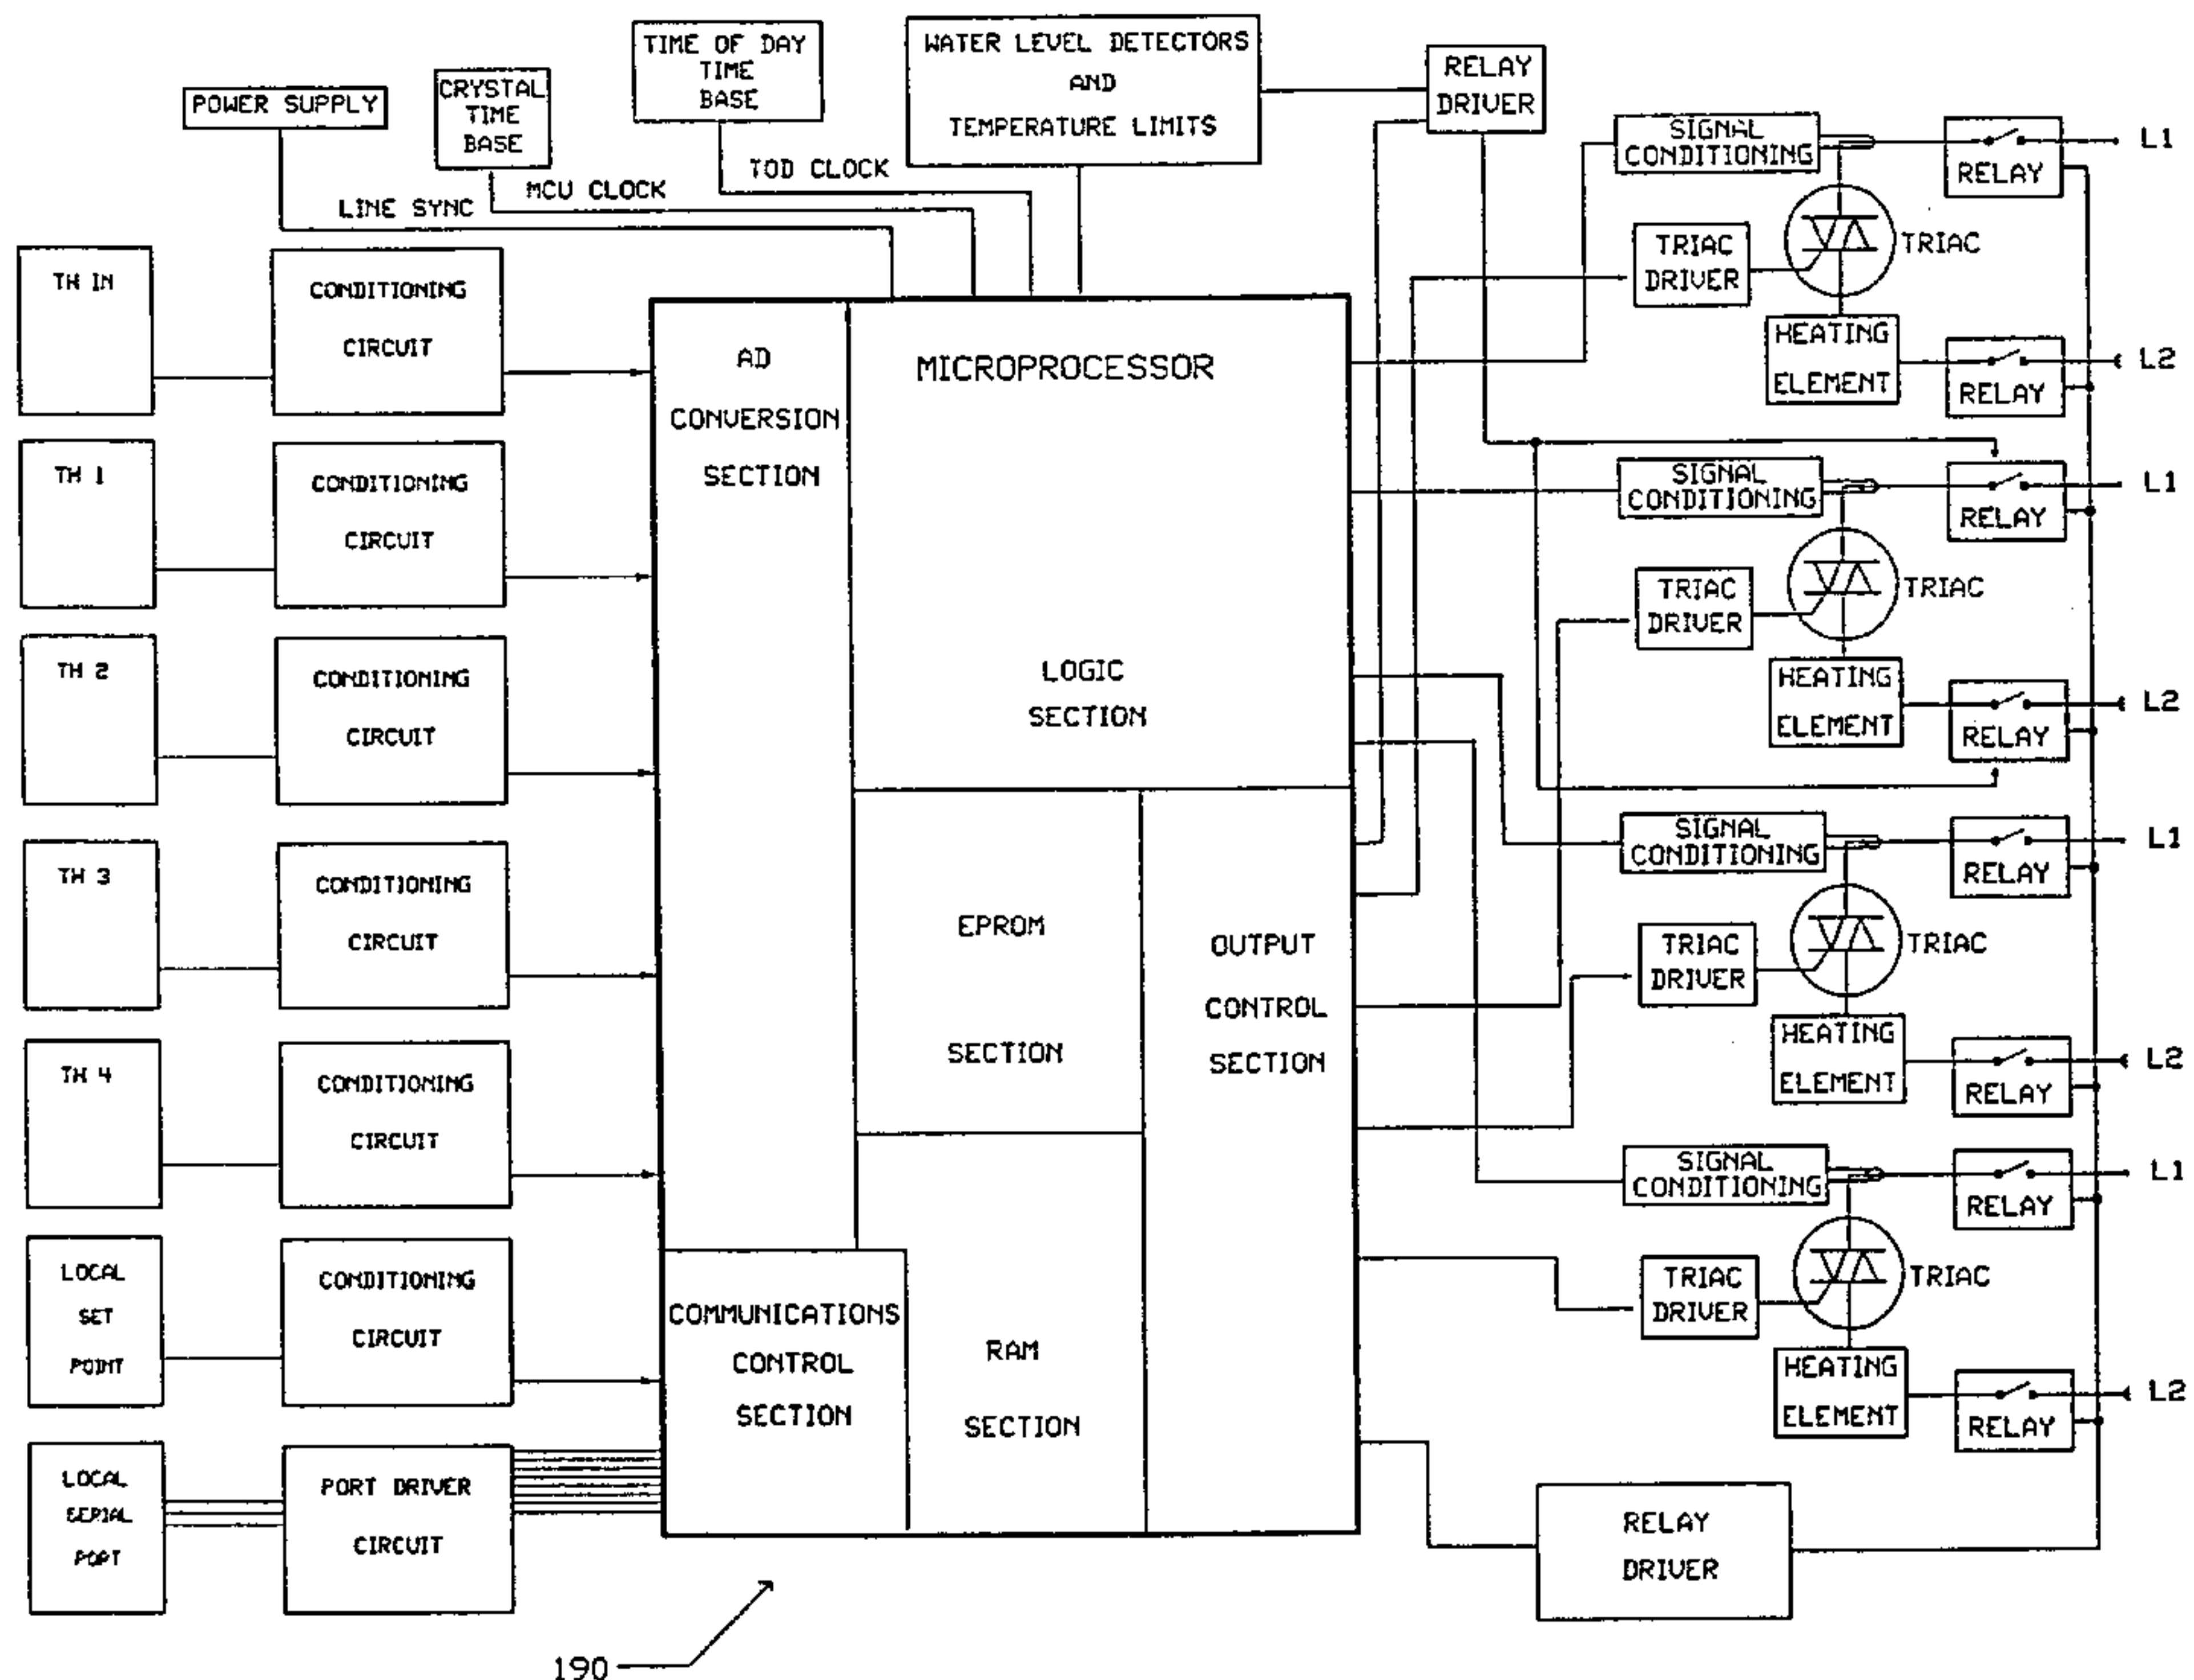 POWER SUPPLY
CRYSTAL
TIME
BASE
TIME OF DAY
TIME
BASE
WATER LEVEL DETECTORS
AND
TEMPERATURE LIMITS
RELAY
DRIVER
LINE SYNC
MCU CLOCK
TOD CLOCK
TH IN
CONDITIONING
CIRCUIT
TH 1
CONDITIONING
CIRCUIT
TH 2
CONDITIONING
CIRCUIT
TH 3
CONDITIONING
CIRCUIT
TH 4
CONDITIONING
CIRCUIT
LOCAL
SET
POINT
CONDITIONING
CIRCUIT
LOCAL
SERIAL
PORT
PORT DRIVER
CIRCUIT
AD
CONVERSION
SECTION
MICROPROCESSOR
LOGIC
SECTION
EPROM
SECTION
OUTPUT
CONTROL
SECTION
COMMUNICATIONS
CONTROL
SECTION
RAM
SECTION
SIGNAL
CONDITIONING
RELAY
L1
TRIAC
DRIVER
TRIAC
HEATING
ELEMENT
RELAY
L2
SIGNAL
CONDITIONING
RELAY
L1
TRIAC
DRIVER
TRIAC
HEATING
ELEMENT
RELAY
L2
SIGNAL
CONDITIONING
RELAY
L1
TRIAC
DRIVER
TRIAC
HEATING
ELEMENT
RELAY
L2
SIGNAL
CONDITIONING
RELAY
L1
TRIAC
DRIVER
TRIAC
HEATING
ELEMENT
RELAY
L2
RELAY
DRIVER
190